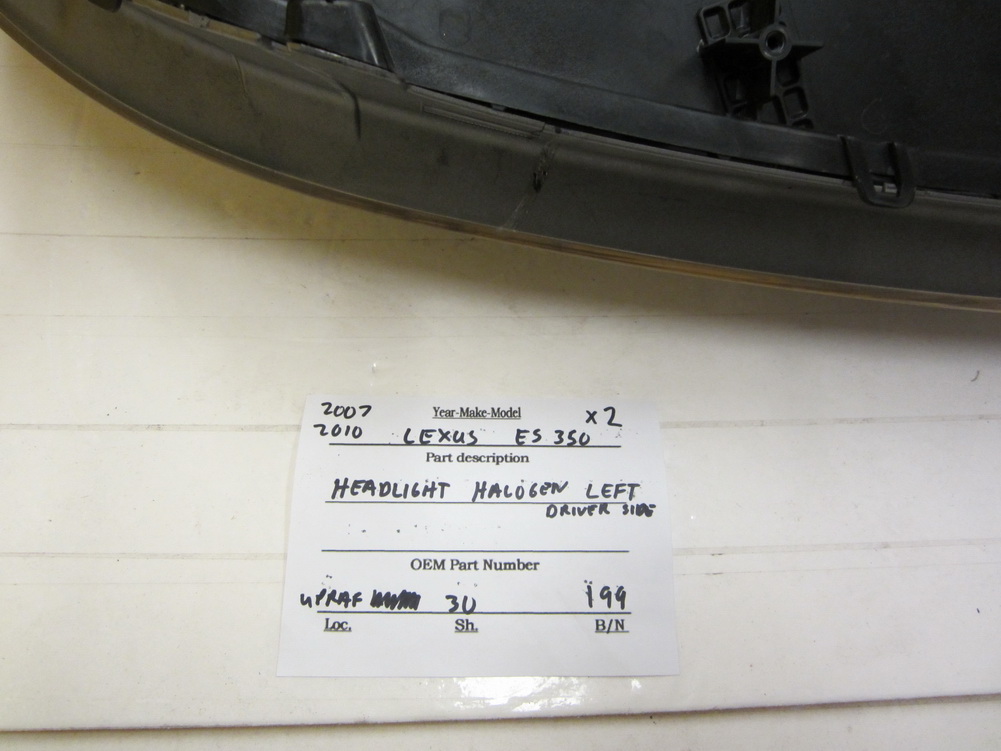 2007 Year-Make-Model x2
2010 LEXUS ES 350
Part description
HEADLIGHT HALOGEN LEFT
DRIVER SIDE
OEM Part Number
UPRAF 3U 199
Loc. Sh. B/N